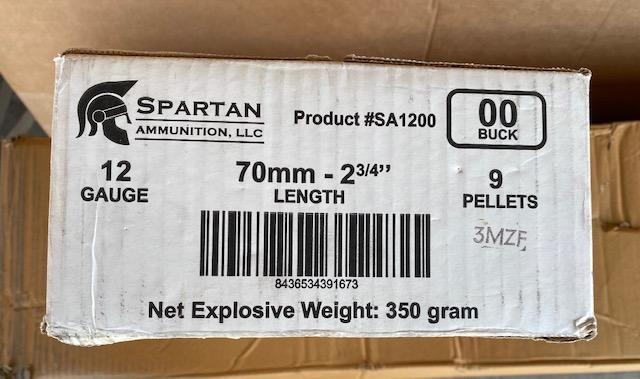 SPARTAN
AMMUNITION, LLC
Product #SA1200
00
BUCK
12
GAUGE
70mm - 2 3/4''
LENGTH
9
PELLETS
3MZF
8436534391673
Net Explosive Weight: 350 gram